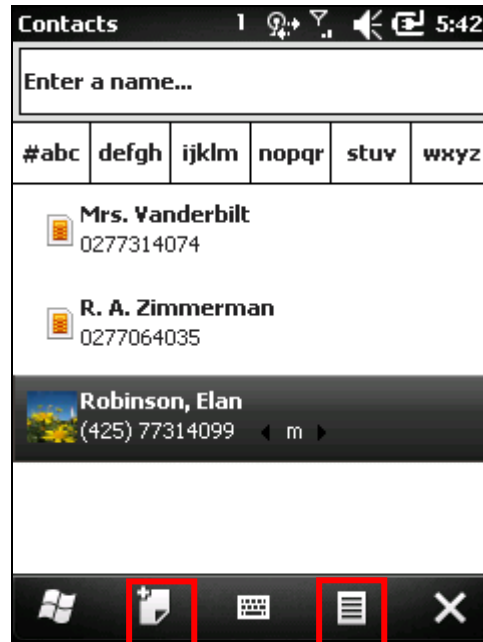 Contacts 1 5:42
Enter a name...
#abc defgh ijklm nopqr stuv wxyz
Mrs. Vanderbilt
0277314074
R. A. Zimmerman
0277064035
Robinson, Elan
(425) 77314099 m